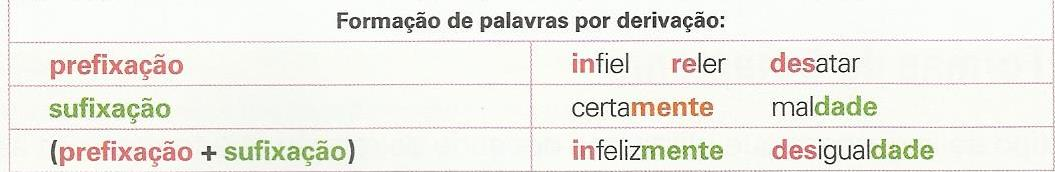 Formação de palavras por derivação:
prefixação infiel reler desatar
sufixação certamente maldade
(prefixação + sufixação) infelizmente desigualdade